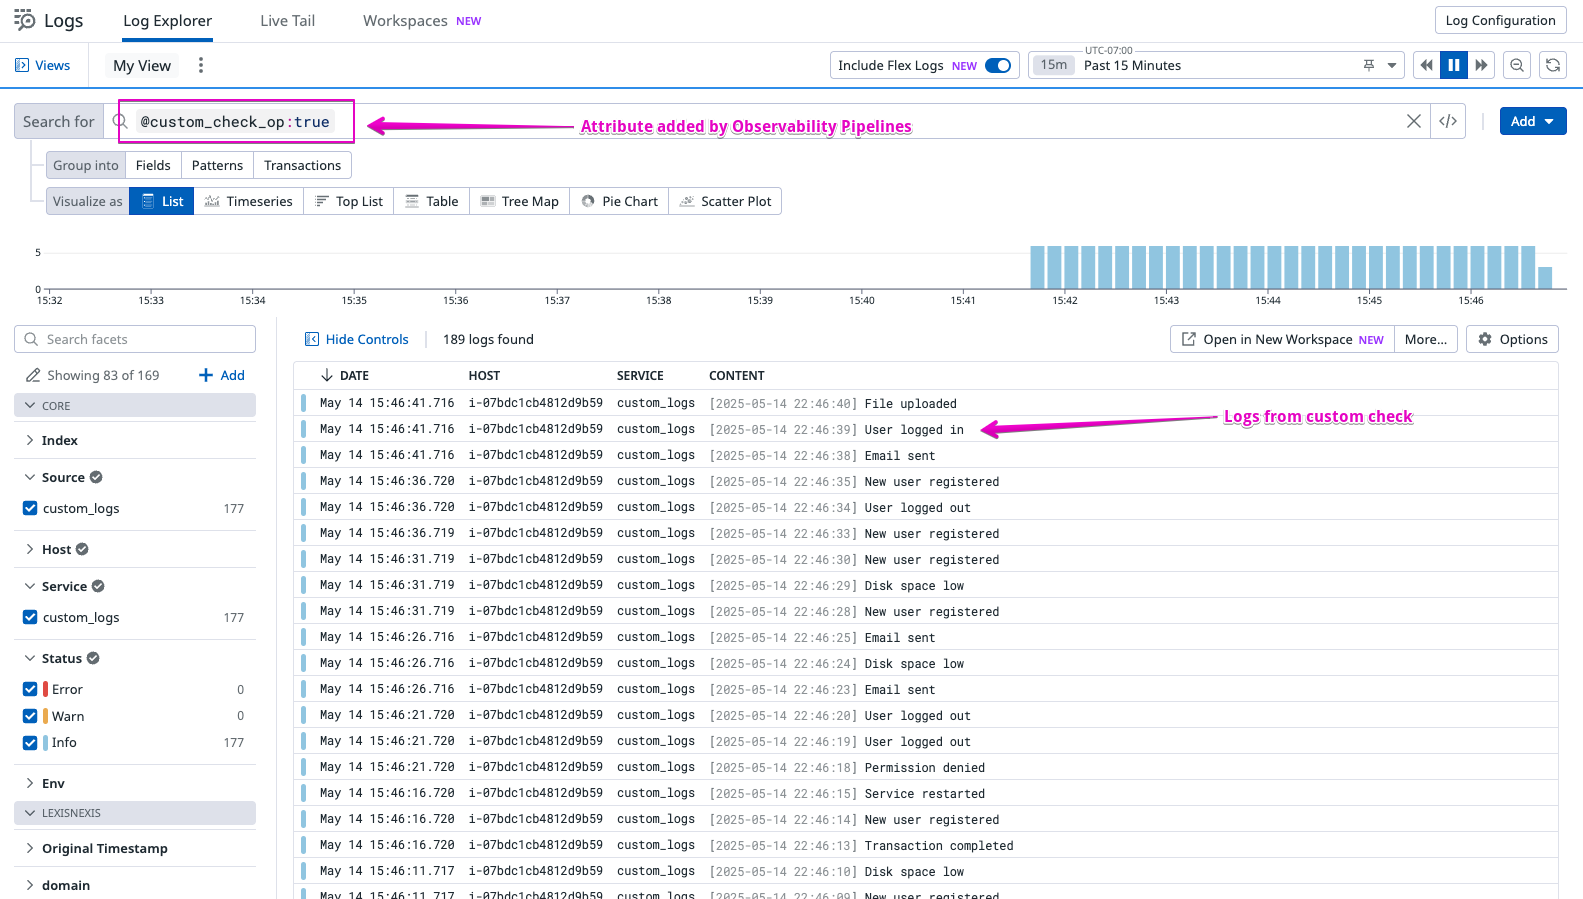 Logs Log Explorer Live Tail Workspaces NEW Log Configuration
Views My View Include Flex Logs NEW UTC-07:00 15m Past 15 Minutes
Search for @custom_check_op:true Attribute added by Observability Pipelines </> Add
Group into Fields Patterns Transactions
Visualize as List Timeseries Top List Table Tree Map Pie Chart Scatter Plot
5
0
15:32 15:33 15:34 15:35 15:36 15:37 15:38 15:39 15:40 15:41 15:42 15:43 15:44 15:45 15:46
Search facets
Showing 83 of 169 Add
CORE
Index
Source
custom_logs 177
Host
Service
custom_logs 177
Status
Error 0
Warn 0
Info 177
Env
LEXISNEXIS
Original Timestamp
domain
Hide Controls 189 logs found Open in New Workspace NEW More... Options
DATE HOST SERVICE CONTENT
May 14 15:46:41.716 i-07bdc1cb4812d9b59 custom_logs [2025-05-14 22:46:40] File uploaded
May 14 15:46:41.716 i-07bdc1cb4812d9b59 custom_logs [2025-05-14 22:46:39] User logged in
Logs from custom check
May 14 15:46:41.716 i-07bdc1cb4812d9b59 custom_logs [2025-05-14 22:46:38] Email sent
May 14 15:46:36.720 i-07bdc1cb4812d9b59 custom_logs [2025-05-14 22:46:35] New user registered
May 14 15:46:36.720 i-07bdc1cb4812d9b59 custom_logs [2025-05-14 22:46:34] User logged out
May 14 15:46:36.719 i-07bdc1cb4812d9b59 custom_logs [2025-05-14 22:46:33] New user registered
May 14 15:46:31.719 i-07bdc1cb4812d9b59 custom_logs [2025-05-14 22:46:30] New user registered
May 14 15:46:31.719 i-07bdc1cb4812d9b59 custom_logs [2025-05-14 22:46:29] Disk space low
May 14 15:46:31.719 i-07bdc1cb4812d9b59 custom_logs [2025-05-14 22:46:28] New user registered
May 14 15:46:26.716 i-07bdc1cb4812d9b59 custom_logs [2025-05-14 22:46:25] Email sent
May 14 15:46:26.716 i-07bdc1cb4812d9b59 custom_logs [2025-05-14 22:46:24] Disk space low
May 14 15:46:26.716 i-07bdc1cb4812d9b59 custom_logs [2025-05-14 22:46:23] Email sent
May 14 15:46:21.720 i-07bdc1cb4812d9b59 custom_logs [2025-05-14 22:46:20] User logged out
May 14 15:46:21.720 i-07bdc1cb4812d9b59 custom_logs [2025-05-14 22:46:19] User logged out
May 14 15:46:21.720 i-07bdc1cb4812d9b59 custom_logs [2025-05-14 22:46:18] Permission denied
May 14 15:46:16.720 i-07bdc1cb4812d9b59 custom_logs [2025-05-14 22:46:15] Service restarted
May 14 15:46:16.720 i-07bdc1cb4812d9b59 custom_logs [2025-05-14 22:46:14] New user registered
May 14 15:46:16.720 i-07bdc1cb4812d9b59 custom_logs [2025-05-14 22:46:13] Transaction completed
May 14 15:46:11.717 i-07bdc1cb4812d9b59 custom_logs [2025-05-14 22:46:10] Disk space low
May 14 15:46:11.717 i-07bdc1cb4812d9b59 custom_logs [2025-05-14 22:46:09] New user registered